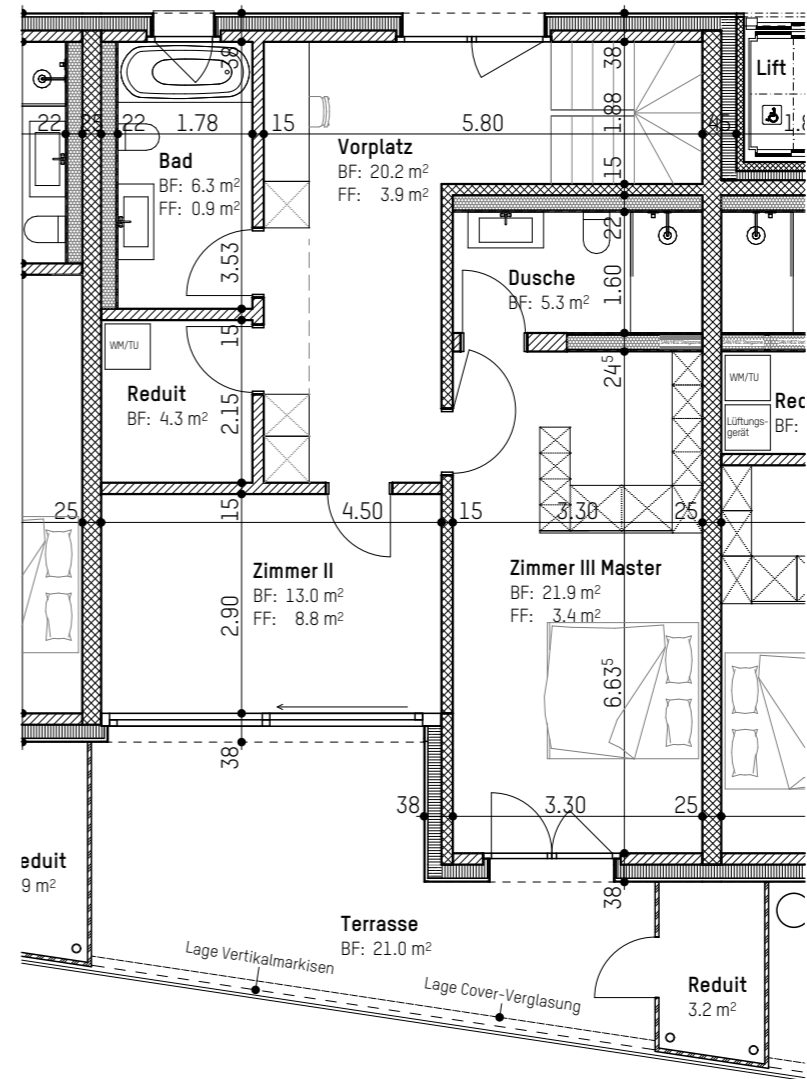 Lift
38
38
22
25
22
1.78
15
5.80
1.88
45
1.8
Bad
BF: 6.3 m²
FF: 0.9 m²
Vorplatz
BF: 20.2 m²
FF: 3.9 m²
15
22
3.53
1.60
Dusche
BF: 5.3 m²
15
WM/TU
24⁵
Reduit
BF: 4.3 m²
2.15
WM/TU
Lüftungs-
gerät
Red
BF:
25
15
4.50
15
3.30
25
Zimmer II
BF: 13.0 m²
FF: 8.8 m²
2.90
Zimmer III Master
BF: 21.9 m²
FF: 3.4 m²
6.63⁵
38
38
3.30
25
38
eduit
9 m²
Terrasse
BF: 21.0 m²
Lage Vertikalmarkisen
Lage Cover-Verglasung
Reduit
3.2 m²